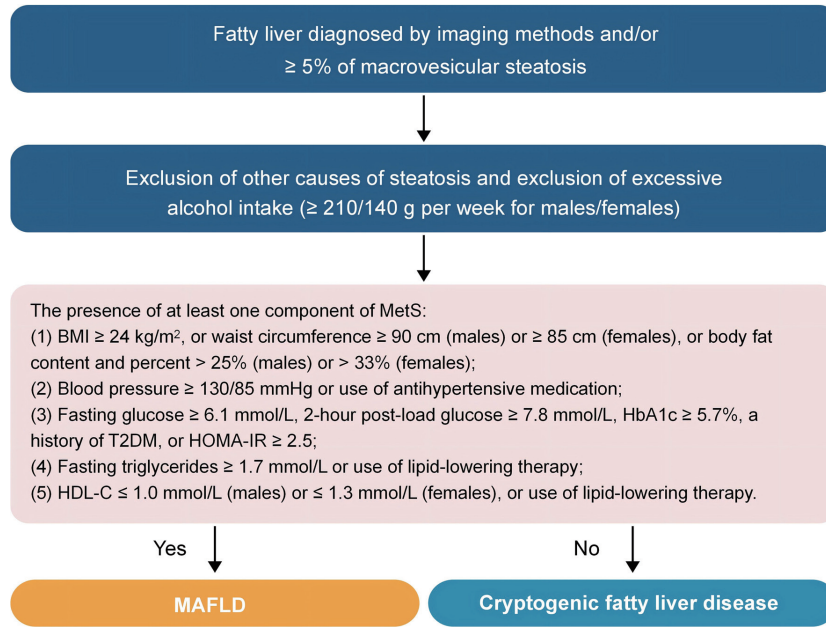 Fatty liver diagnosed by imaging methods and/or
≥ 5% of macrovesicular steatosis
Exclusion of other causes of steatosis and exclusion of excessive
alcohol intake (≥ 210/140 g per week for males/females)
The presence of at least one component of MetS:
(1) BMI ≥ 24 kg/m², or waist circumference ≥ 90 cm (males) or ≥ 85 cm (females), or body fat
content and percent > 25% (males) or > 33% (females);
(2) Blood pressure ≥ 130/85 mmHg or use of antihypertensive medication;
(3) Fasting glucose ≥ 6.1 mmol/L, 2-hour post-load glucose ≥ 7.8 mmol/L, HbA1c ≥ 5.7%, a
history of T2DM, or HOMA-IR ≥ 2.5;
(4) Fasting triglycerides ≥ 1.7 mmol/L or use of lipid-lowering therapy;
(5) HDL-C ≤ 1.0 mmol/L (males) or ≤ 1.3 mmol/L (females), or use of lipid-lowering therapy.
Yes
No
MAFLD
Cryptogenic fatty liver disease